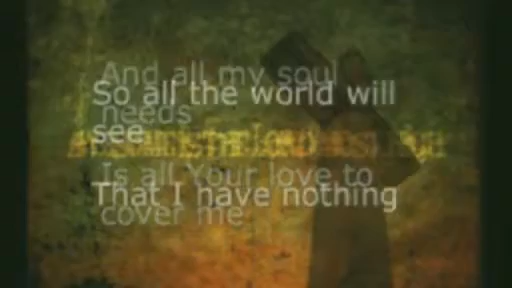 And all my soul
So all the world will
needs
see
Is all Your love to
That I have nothing
cover me